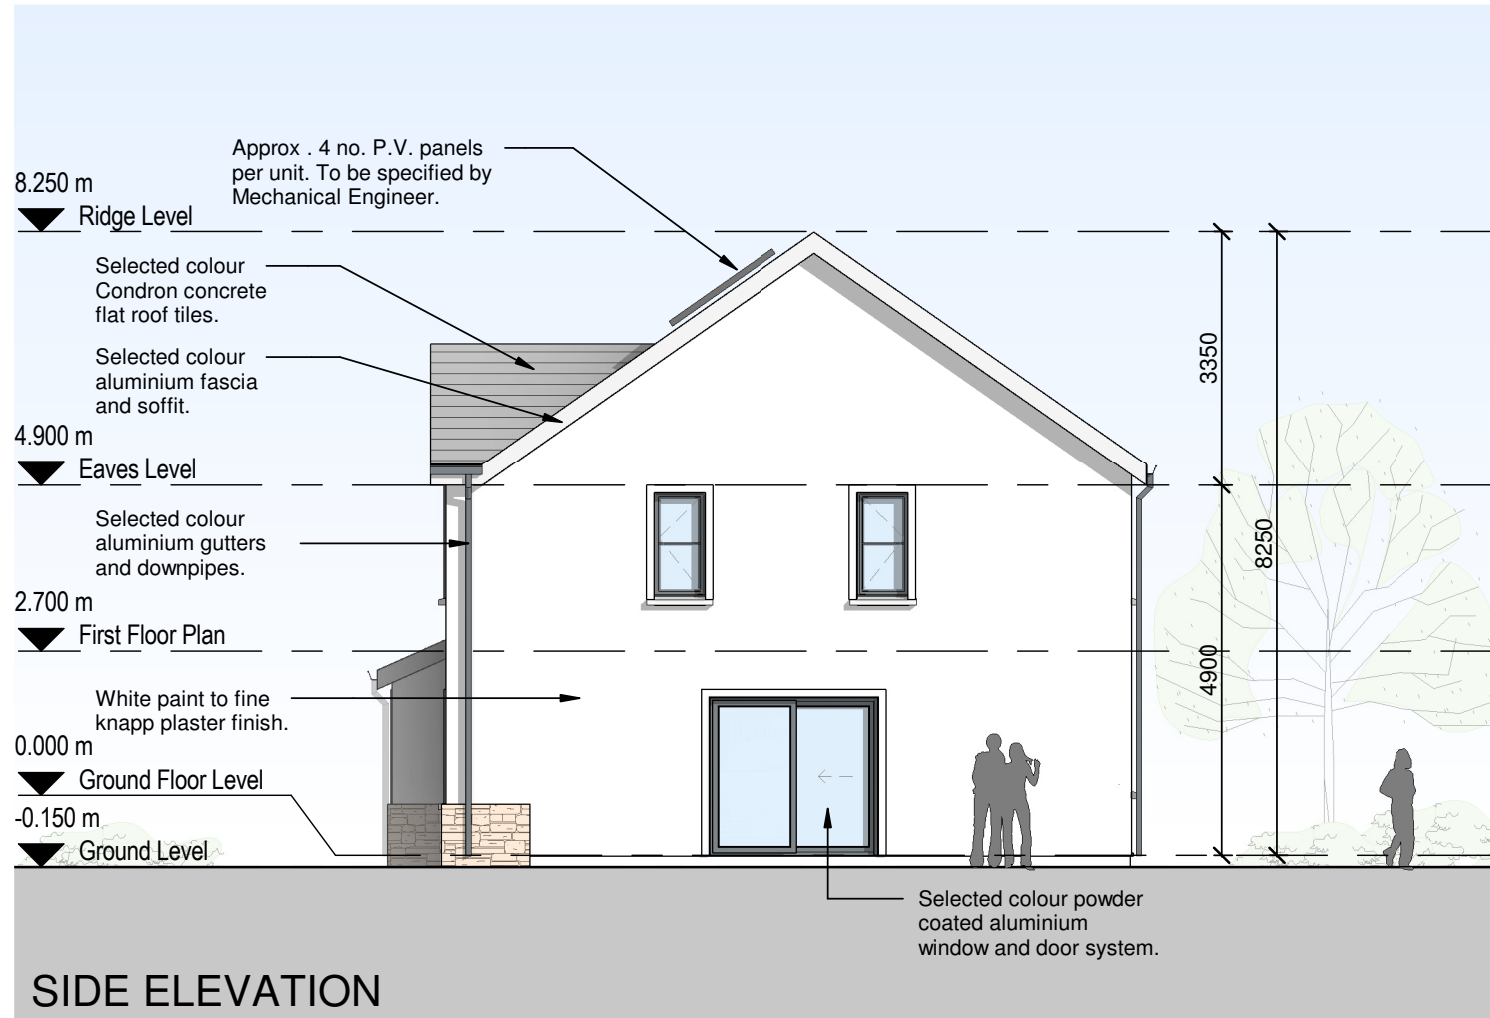 Approx . 4 no. P.V. panels
per unit. To be specified by
Mechanical Engineer.
8.250 m
Ridge Level
Selected colour
Condron concrete
flat roof tiles.
Selected colour
aluminium fascia
and soffit.
4.900 m
Eaves Level
Selected colour
aluminium gutters
and downpipes.
2.700 m
First Floor Plan
White paint to fine
knapp plaster finish.
0.000 m
Ground Floor Level
-0.150 m
Ground Level
3350
8250
4900
Selected colour powder
coated aluminium
window and door system.
SIDE ELEVATION